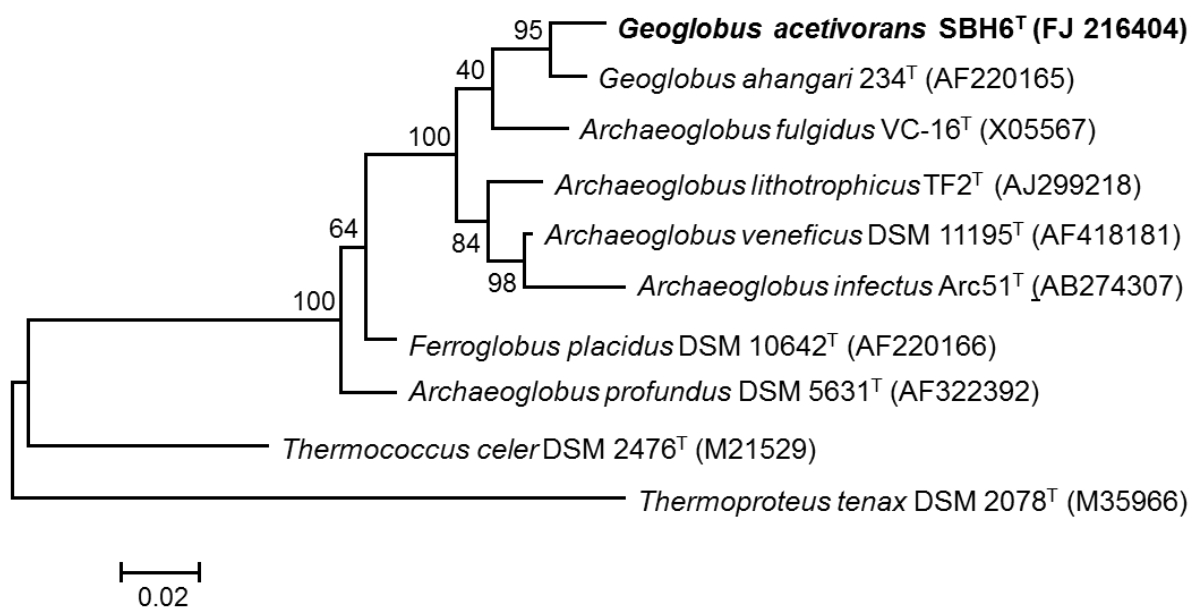 95
Geoglobus acetivorans SBH6ᵀ (FJ 216404)
40
Geoglobus ahangari 234ᵀ (AF220165)
100
Archaeoglobus fulgidus VC-16ᵀ (X05567)
Archaeoglobus lithotrophicus TF2ᵀ (AJ299218)
64
84
Archaeoglobus veneficus DSM 11195ᵀ (AF418181)
98
Archaeoglobus infectus Arc51ᵀ (AB274307)
100
Ferroglobus placidus DSM 10642ᵀ (AF220166)
Archaeoglobus profundus DSM 5631ᵀ (AF322392)
Thermococcus celer DSM 2476ᵀ (M21529)
Thermoproteus tenax DSM 2078ᵀ (M35966)
0.02